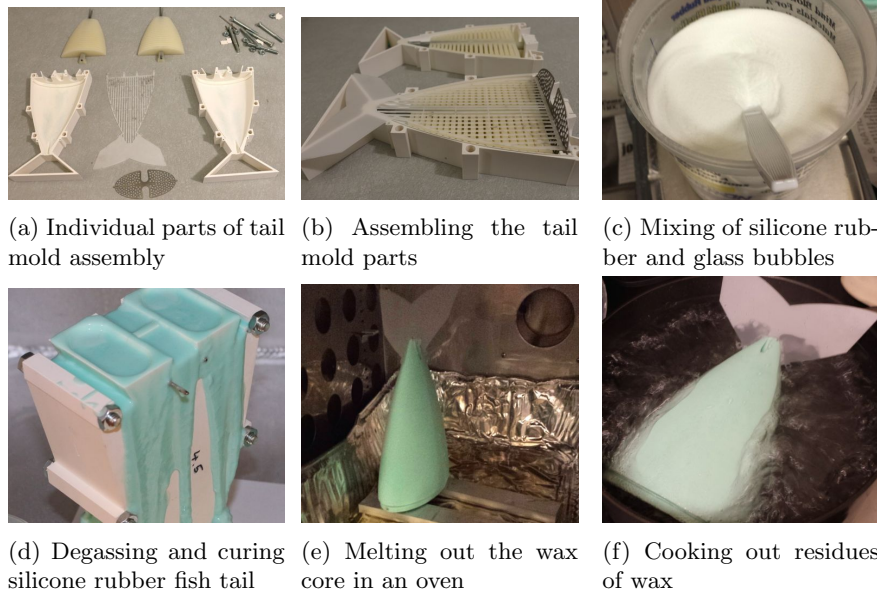 (a) Individual parts of tail
mold assembly
(b) Assembling the tail
mold parts
(c) Mixing of silicone rub-
ber and glass bubbles
4.5
(d) Degassing and curing
silicone rubber fish tail
(e) Melting out the wax
core in an oven
(f) Cooking out residues
of wax